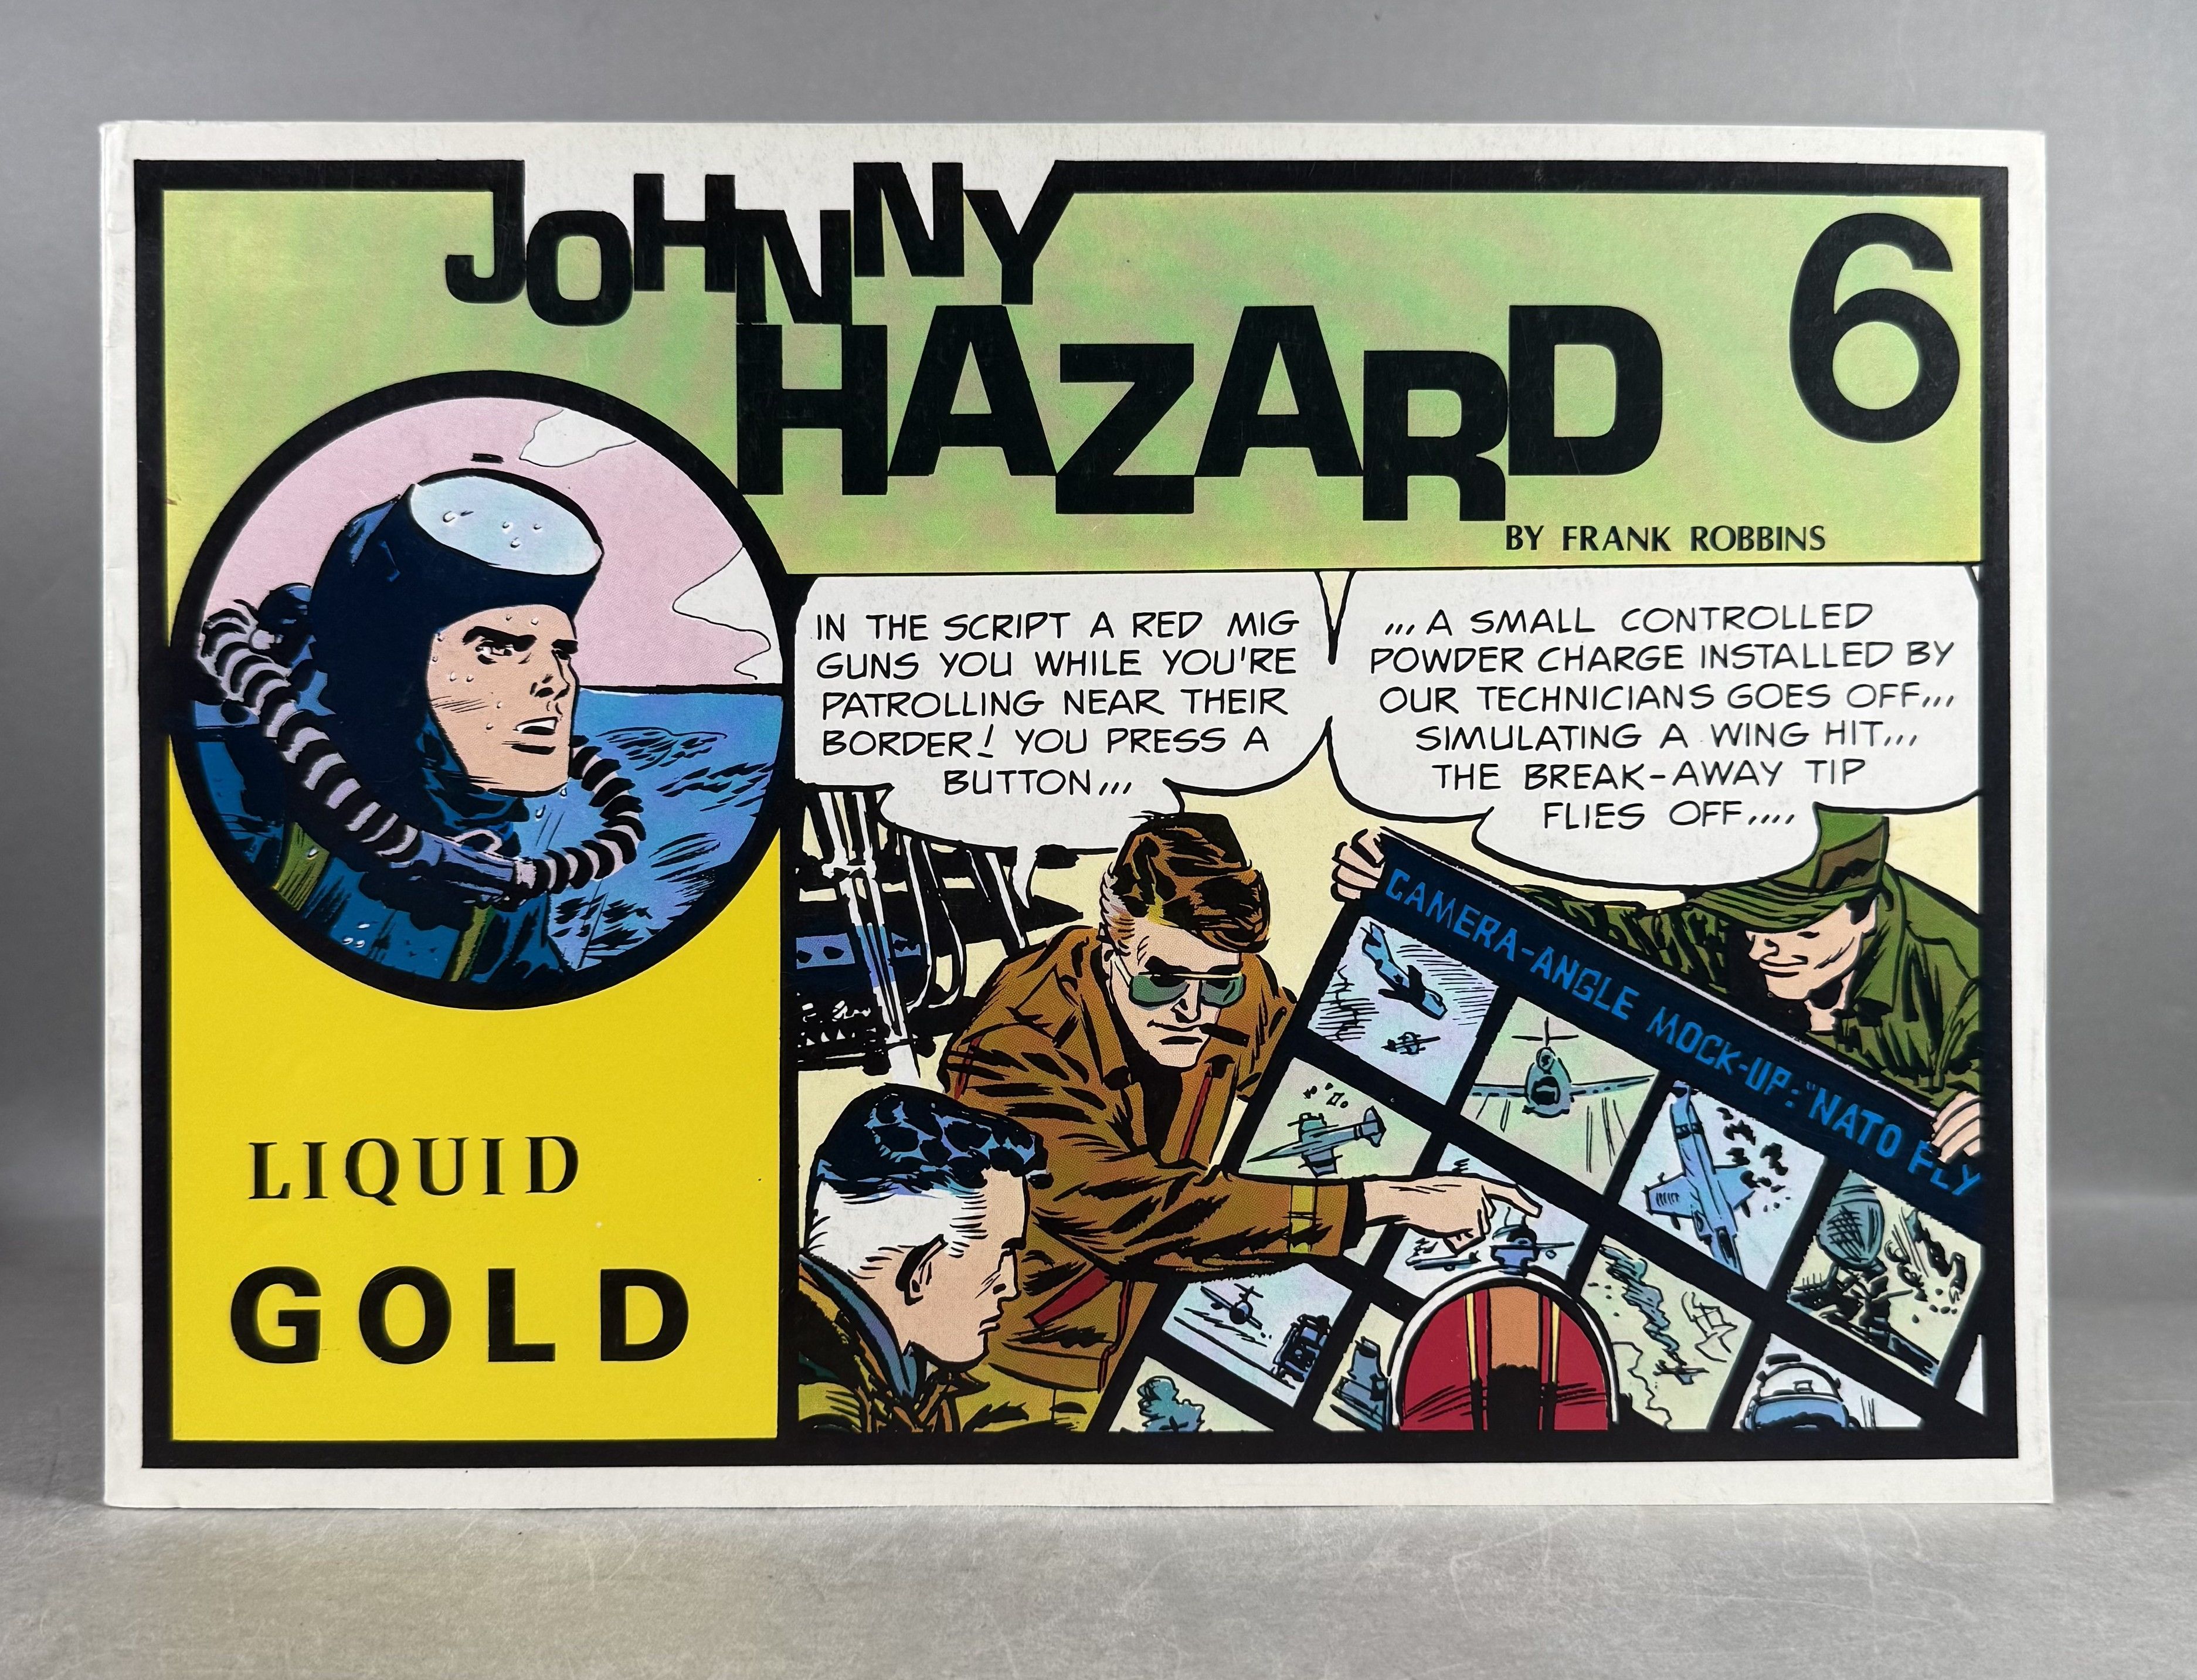 JOHNNY
HAZARD
6
BY FRANK ROBBINS
IN THE SCRIPT A RED MIG
GUNS YOU WHILE YOU'RE
PATROLLING NEAR THEIR
BORDER! YOU PRESS A
BUTTON...
...A SMALL CONTROLLED
POWDER CHARGE INSTALLED BY
OUR TECHNICIANS GOES OFF...
SIMULATING A WING HIT...
THE BREAK-AWAY TIP
FLIES OFF....
CAMERA-ANGLE MOCK-UP: "NATO FLY
LIQUID
GOLD